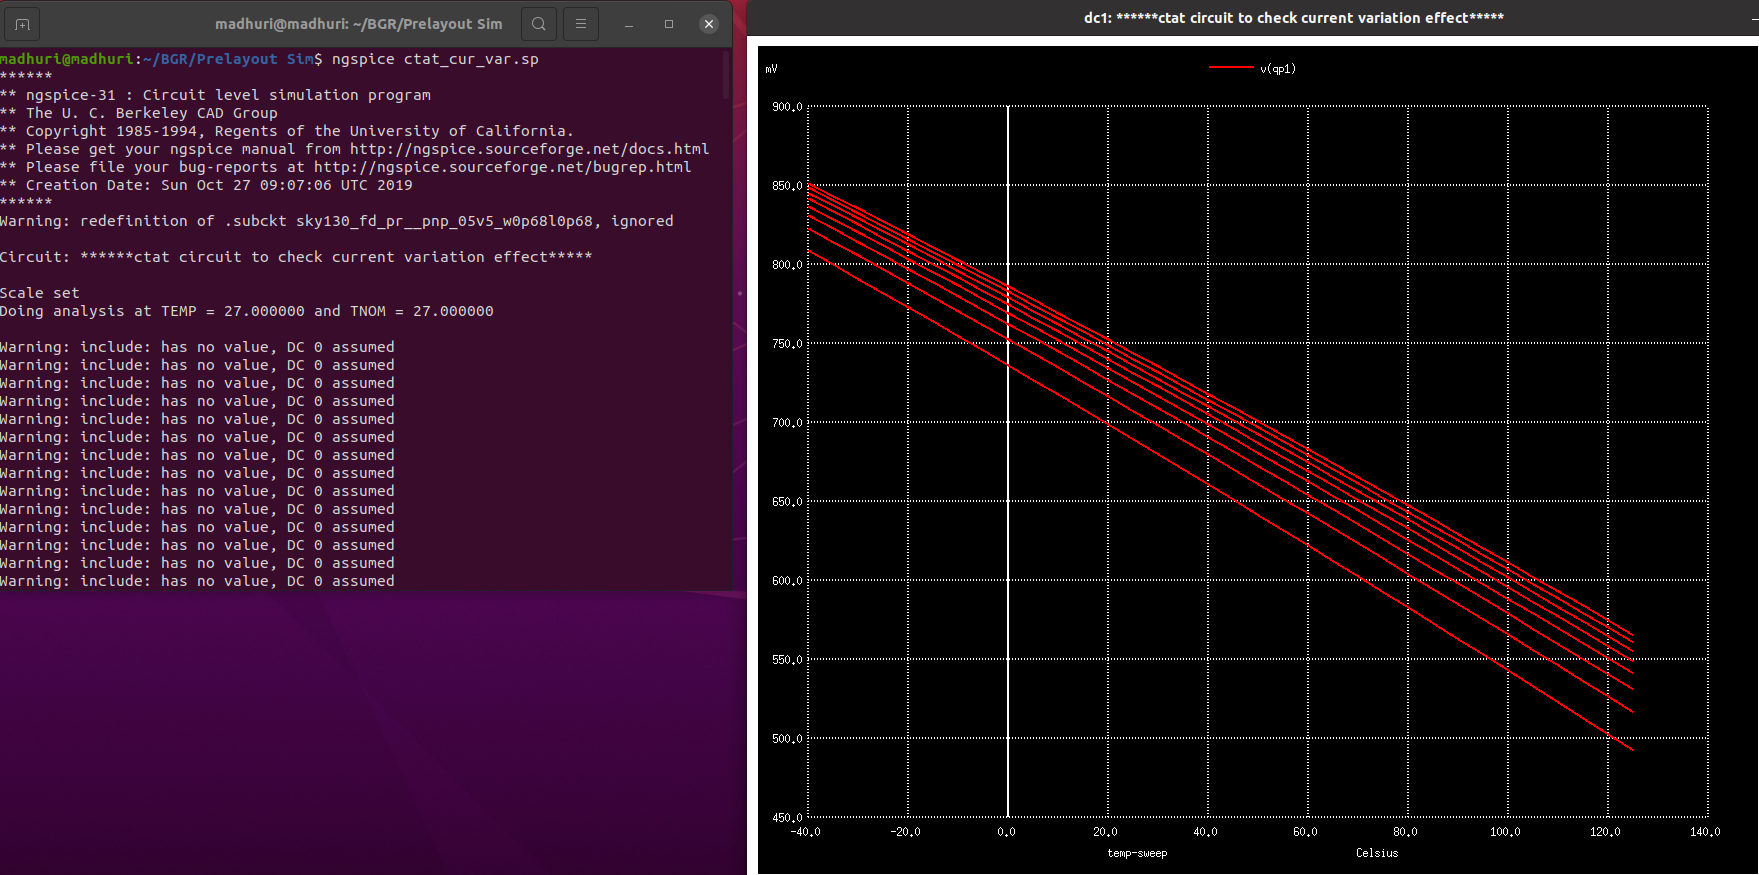 madhuri@madhuri: ~/BGR/Prelayout Sim
madhuri@madhuri:~/BGR/Prelayout Sim$ ngspice ctat_cur_var.sp
******
** ngspice-31 : Circuit level simulation program
** The U. C. Berkeley CAD Group
** Copyright 1985-1994, Regents of the University of California.
** Please get your ngspice manual from http://ngspice.sourceforge.net/docs.html
** Please file your bug-reports at http://ngspice.sourceforge.net/bugrep.html
** Creation Date: Sun Oct 27 09:07:06 UTC 2019
******
Warning: redefinition of .subckt sky130_fd_pr__pnp_05v5_w0p68l0p68, ignored
Circuit: ******ctat circuit to check current variation effect*****
Scale set
Doing analysis at TEMP = 27.000000 and TNOM = 27.000000
Warning: include: has no value, DC 0 assumed
Warning: include: has no value, DC 0 assumed
Warning: include: has no value, DC 0 assumed
Warning: include: has no value, DC 0 assumed
Warning: include: has no value, DC 0 assumed
Warning: include: has no value, DC 0 assumed
Warning: include: has no value, DC 0 assumed
Warning: include: has no value, DC 0 assumed
Warning: include: has no value, DC 0 assumed
Warning: include: has no value, DC 0 assumed
Warning: include: has no value, DC 0 assumed
Warning: include: has no value, DC 0 assumed
Warning: include: has no value, DC 0 assumed
Warning: include: has no value, DC 0 assumed
dc1: ******ctat circuit to check current variation effect*****
mV
v(qp1)
900.0
850.0
800.0
750.0
700.0
650.0
600.0
550.0
500.0
450.0
-40.0 -20.0 0.0 20.0 40.0 60.0 80.0 100.0 120.0 140.0
temp-sweep Celsius